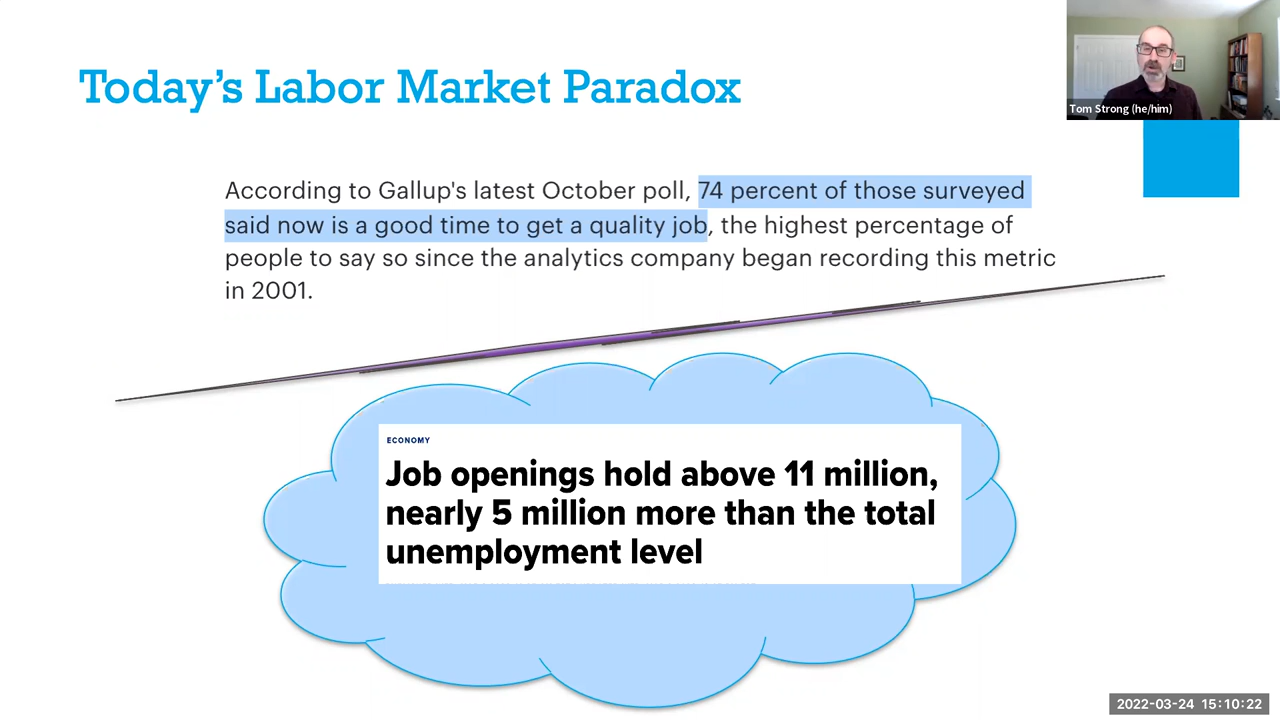 Today's Labor Market Paradox
Tom Strong (he/him)
According to Gallup's latest October poll, 74 percent of those surveyed
said now is a good time to get a quality job, the highest percentage of
people to say so since the analytics company began recording this metric
in 2001.
ECONOMY
Job openings hold above 11 million,
nearly 5 million more than the total
unemployment level
2022-03-24 15:10:22